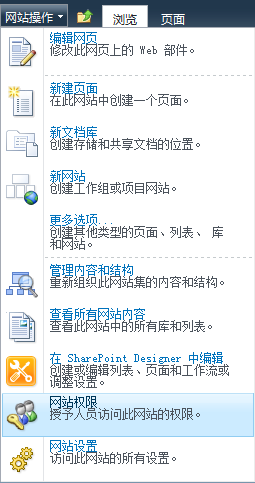 网站操作 浏览 页面
编辑网页
修改此网页上的 Web 部件。
新建页面
在此网站中创建一个页面。
新文档库
创建存储和共享文档的位置。
新网站
创建工作组或项目网站。
更多选项...
创建其他类型的页面、列表、 库
和网站。
管理内容和结构
重新组织此网站集的内容和结构。
查看所有网站内容
查看此网站中的所有库和列表。
在 SharePoint Designer 中编辑
创建或编辑列表、页面和工作流或
调整设置。
网站权限
授予人员访问此网站的权限。
网站设置
访问此网站的所有设置。